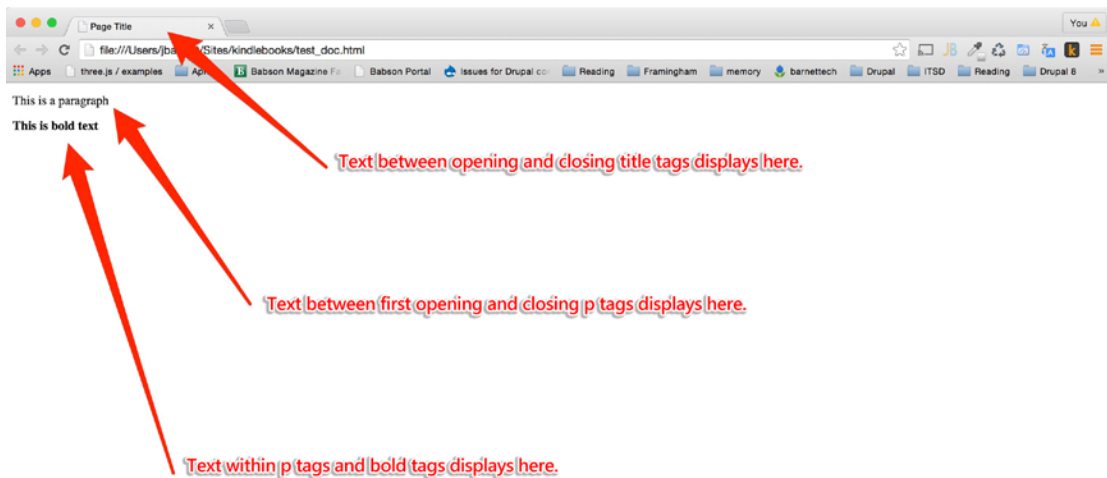 Page Title
You
file:///Users/jba Sites/kindlebooks/test_doc.html
JB
k
Apps three.js / examples Babson Magazine Babson Portal Issues for Drupal Reading Framingham memory barnettech Drupal ITSD Reading Drupal 8 »
This is a paragraph
This is bold text
Text between opening and closing title tags displays here.
Text between first opening and closing p tags displays here.
Text within p tags and bold tags displays here.